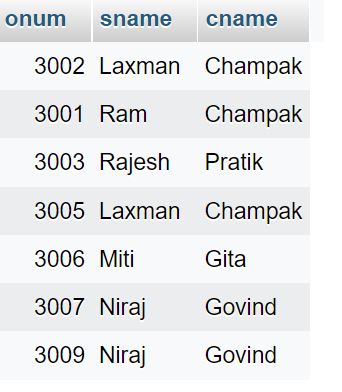 onum sname cname
3002 Laxman Champak
3001 Ram Champak
3003 Rajesh Pratik
3005 Laxman Champak
3006 Miti Gita
3007 Niraj Govind
3009 Niraj Govind